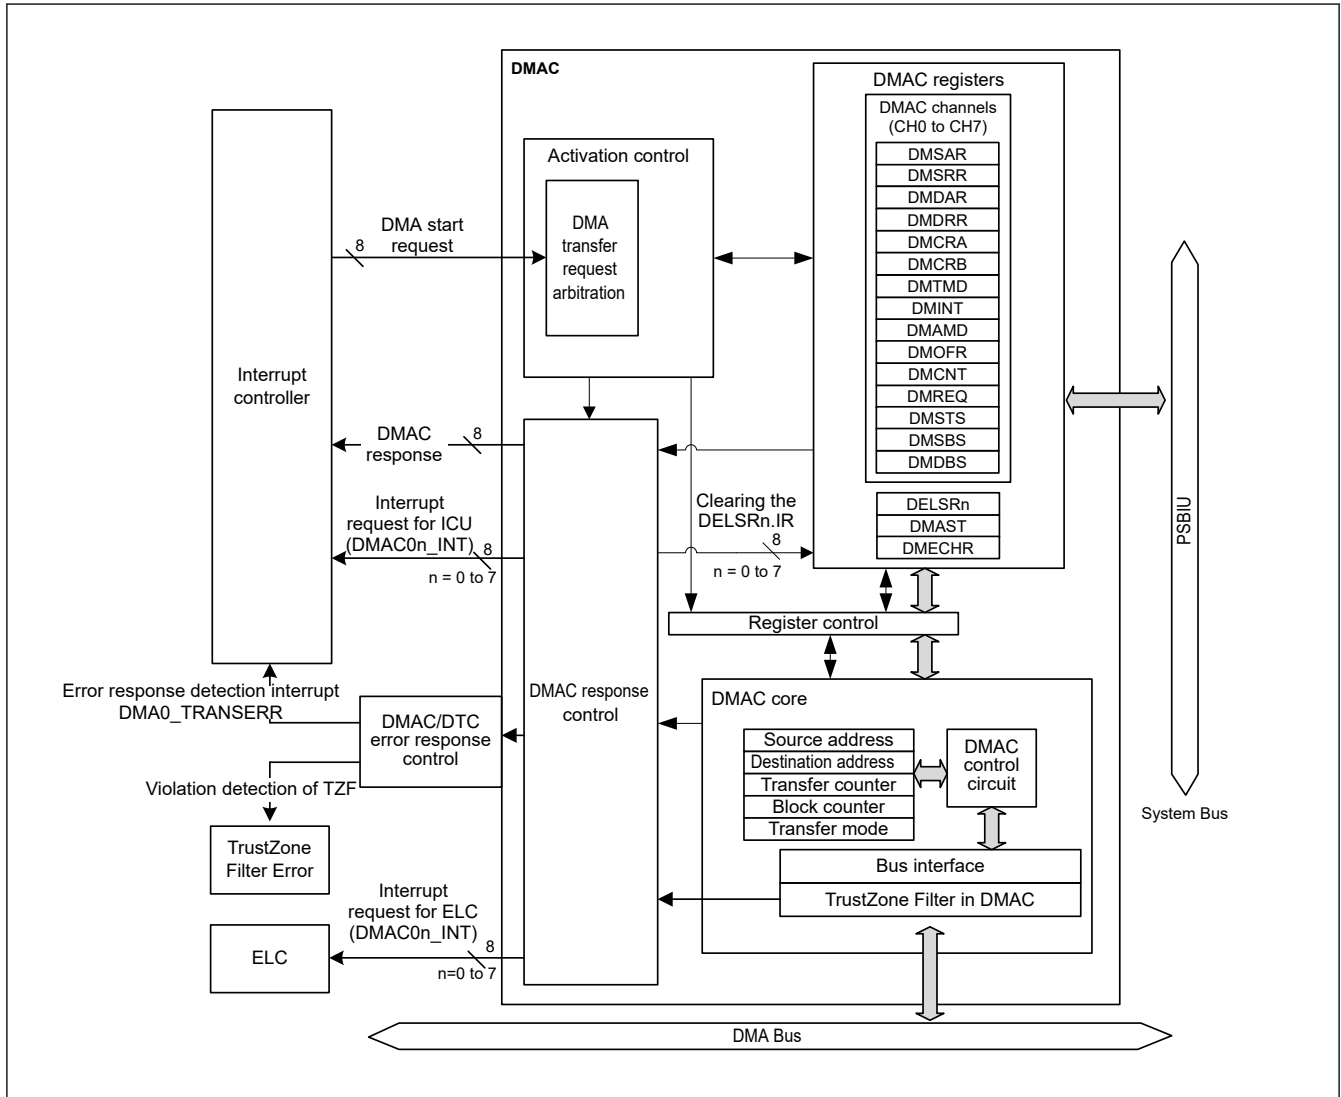 DMAC
DMAC registers
DMAC channels
(CH0 to CH7)
DMSAR
DMSRR
DMDAR
DMDRR
DMCRA
DMCRB
DMTMD
DMINT
DMAMD
DMOFR
DMCNT
DMREQ
DMSTS
DMSBS
DMDBS
DELSRn
DMAST
DMECHR
Activation control
DMA
transfer
request
arbitration
DMA start
request
8
Interrupt
controller
DMAC
response
8
Interrupt
request for ICU
(DMAC0n_INT)
8
n = 0 to 7
Clearing the
DELSRn.IR
8
n = 0 to 7
Register control
PSBIU
System Bus
Error response detection interrupt
DMA0_TRANSERR
DMAC/DTC
error response
control
DMAC response
control
Violation detection of TZF
TrustZone
Filter Error
DMAC core
Source address
Destination address
Transfer counter
Block counter
Transfer mode
DMAC
control
circuit
Bus interface
TrustZone Filter in DMAC
Interrupt
request for ELC
(DMAC0n_INT)
8
n=0 to 7
ELC
DMA Bus